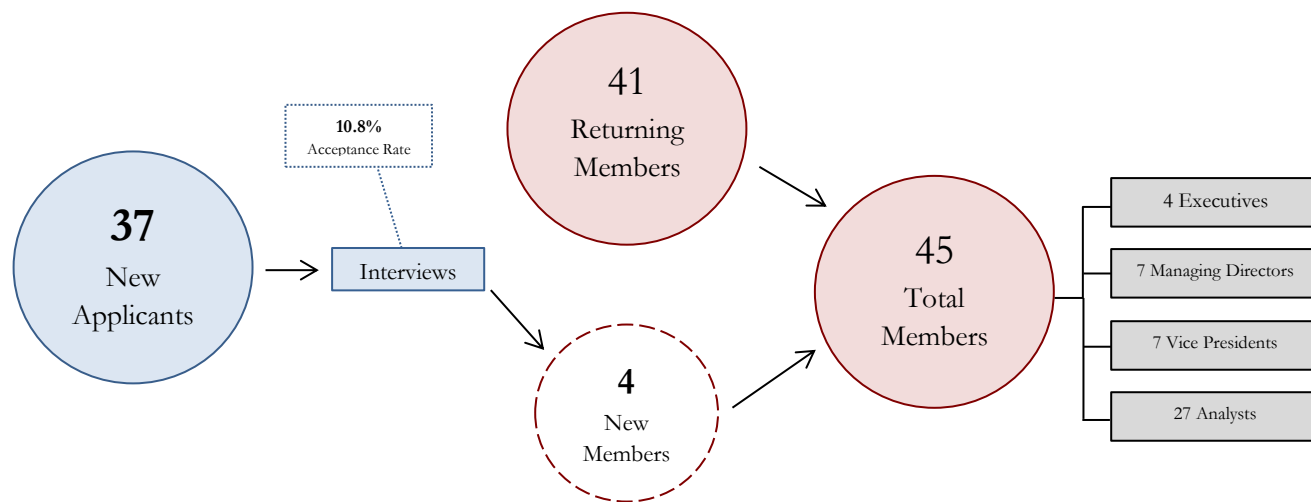 37
New
Applicants
10.8%
Acceptance Rate
Interviews
41
Returning
Members
4
New
Members
45
Total
Members
4 Executives
7 Managing Directors
7 Vice Presidents
27 Analysts